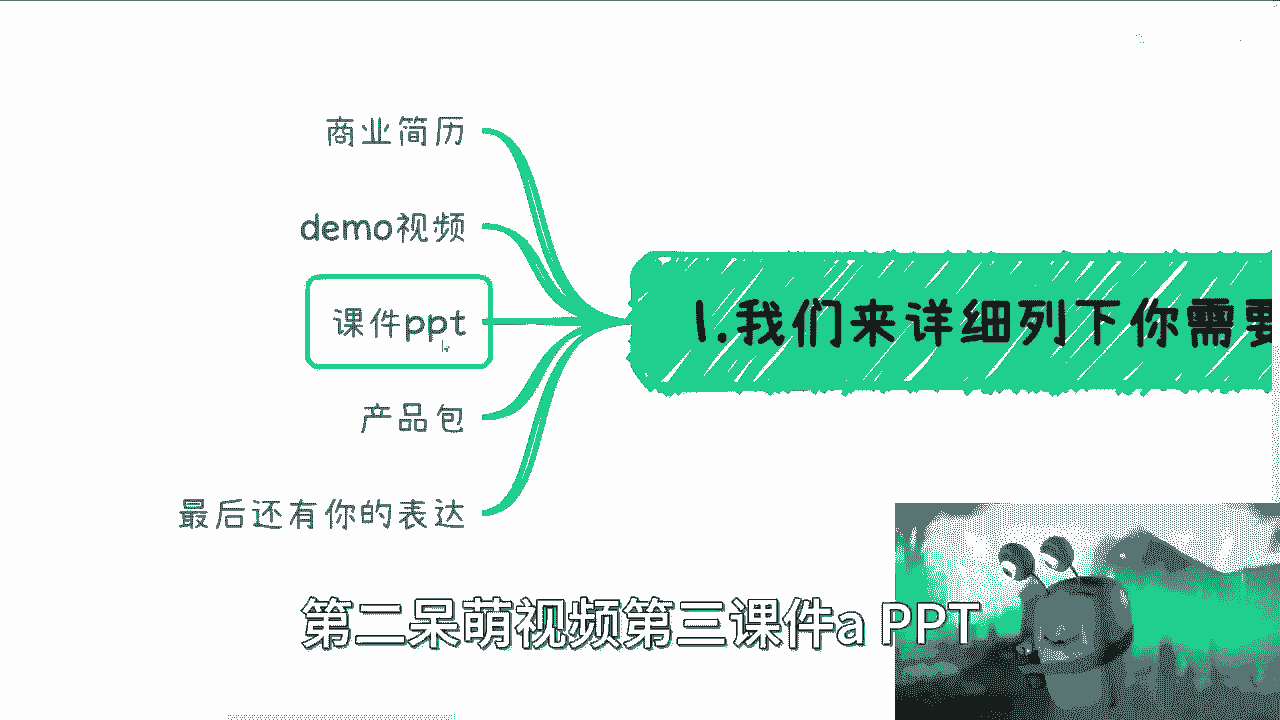 商业简历
demo视频
课件ppt
产品包
最后还有你的表达
1.我们来详细列下你需要
第二呆萌视频第三课件a PPT